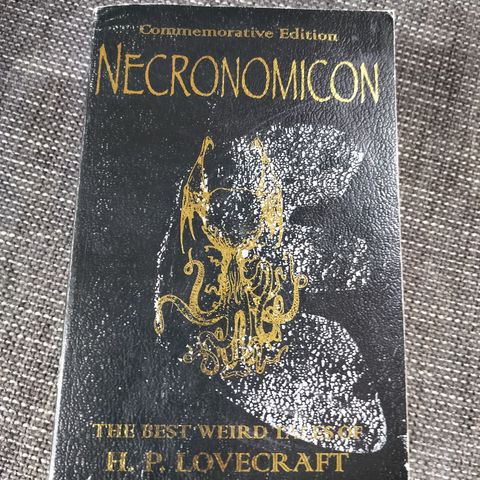 Commemorative Edition
NECRONOMICON
THE BEST WEIRD TALES OF
H. P. LOVECRAFT